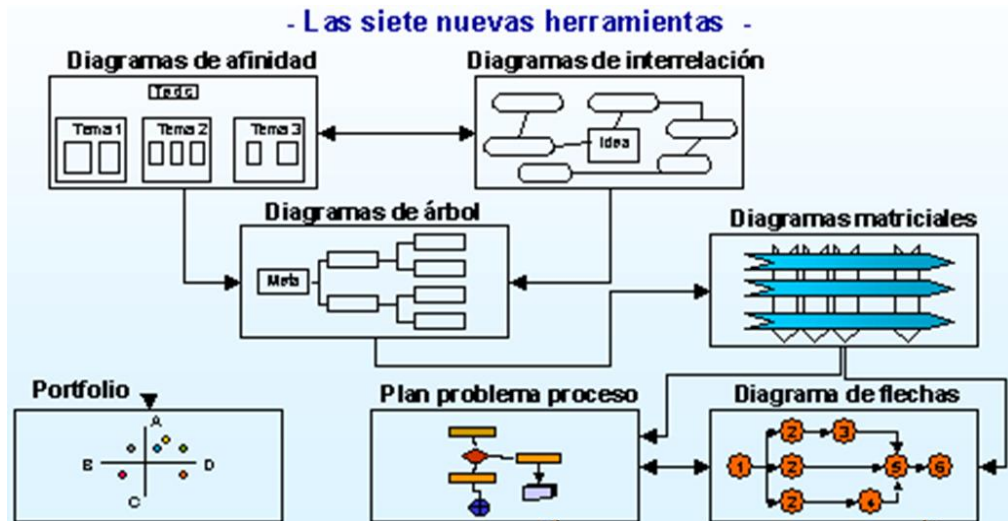 - Las siete nuevas herramientas -
Diagramas de afinidad
Diagramas de interrelación
Todo
Tema 1
Tema 2
Tema 3
Idea
Diagramas de árbol
Diagramas matriciales
Meta
Portfolio
Plan problema proceso
Diagrama de flechas
A
B
D
C
1
2
3
2
5
6
2
4